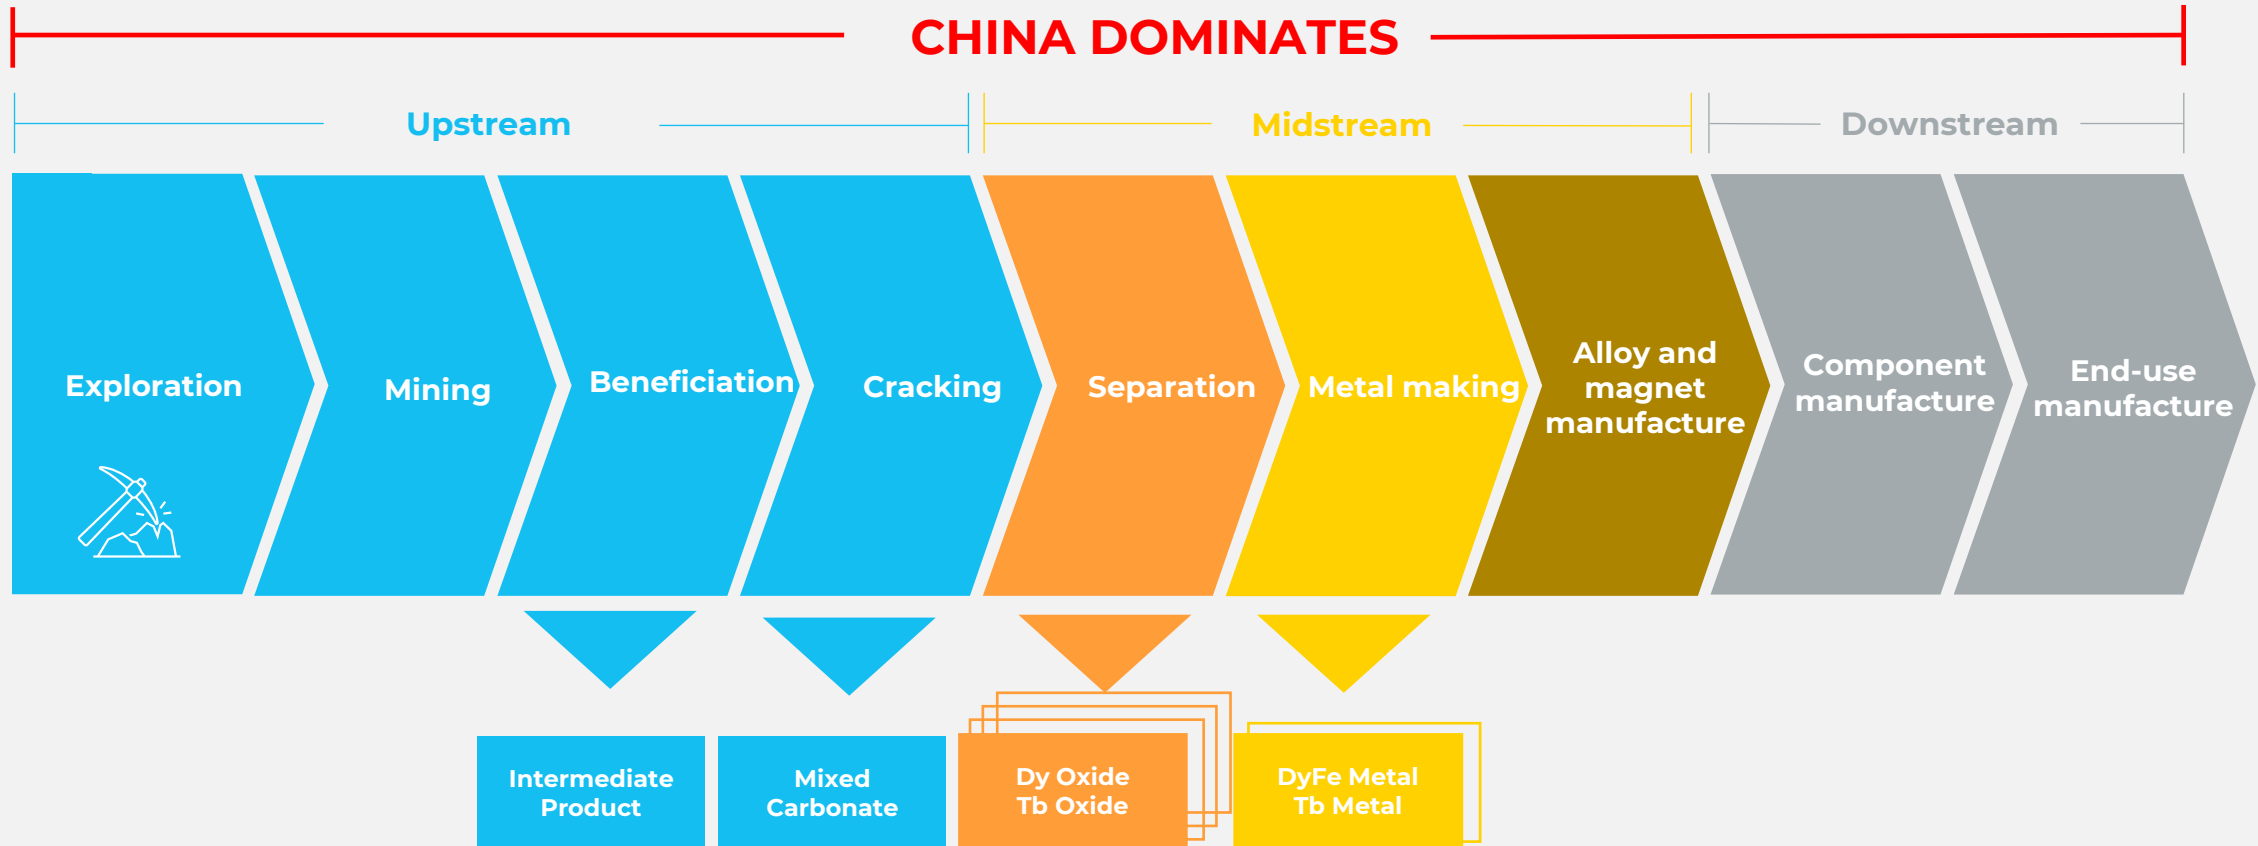 CHINA DOMINATES
Upstream
Midstream
Downstream
Exploration
Mining
Beneficiation
Cracking
Separation
Metal making
Alloy and
magnet
manufacture
Component
manufacture
End-use
manufacture
Intermediate
Product
Mixed
Carbonate
Dy Oxide
Tb Oxide
DyFe Metal
Tb Metal